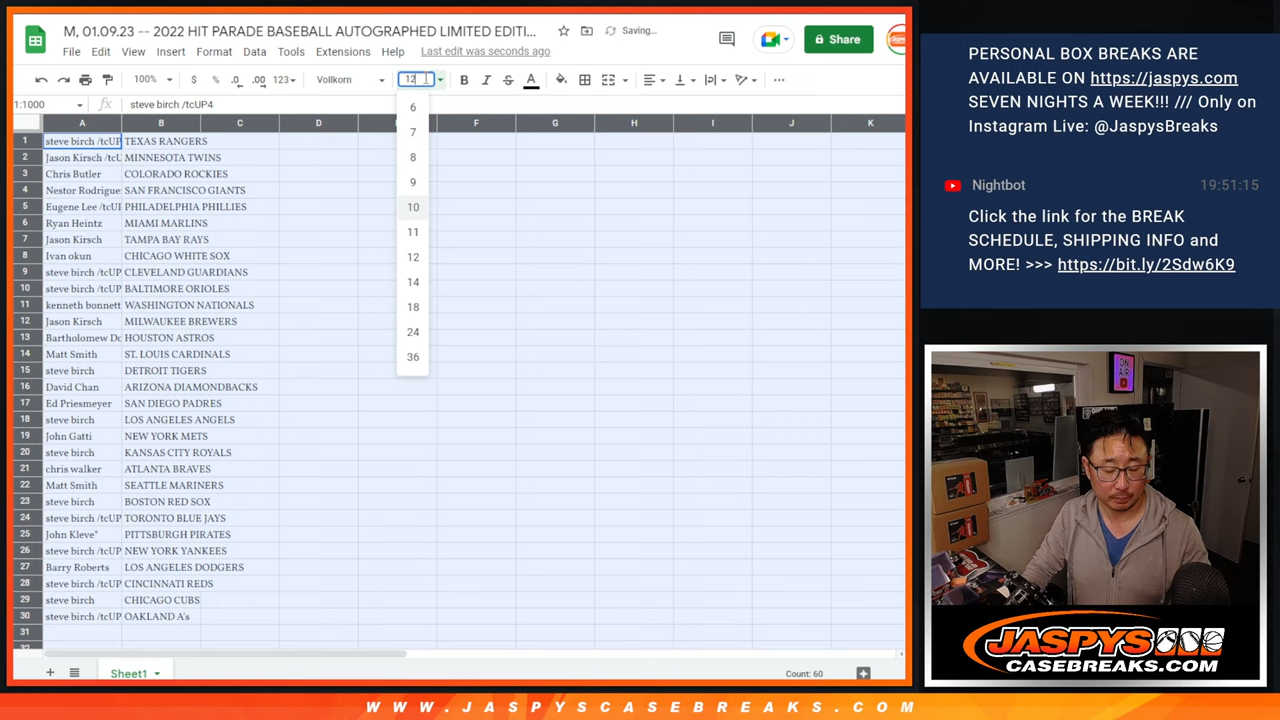 M, 01.09.23 -- 2022 HIT PARADE BASEBALL AUTOGRAPHED LIMITED EDITI...
Saving...
File Edit View Insert Format Data Tools Extensions Help Last edit was seconds ago
Share
100% $ % .0 .00 123 Vollkorn 12 B I S A
1:1000 fx steve birch /tcUP4
A B C D F G H I J K
1 steve birch /tcUP TEXAS RANGERS
2 Jason Kirsch /tcU MINNESOTA TWINS
3 Chris Butler COLORADO ROCKIES
4 Nestor Rodrigue SAN FRANCISCO GIANTS
5 Eugene Lee /tcUI PHILADELPHIA PHILLIES
6 Ryan Heintz MIAMI MARLINS
7 Jason Kirsch TAMPA BAY RAYS
8 Ivan okun CHICAGO WHITE SOX
9 steve birch /tcUP CLEVELAND GUARDIANS
10 steve birch /tcUP BALTIMORE ORIOLES
11 kenneth bonnett WASHINGTON NATIONALS
12 Jason Kirsch MILWAUKEE BREWERS
13 Bartholomew Do HOUSTON ASTROS
14 Matt Smith ST. LOUIS CARDINALS
15 steve birch DETROIT TIGERS
16 David Chan ARIZONA DIAMONDBACKS
17 Ed Priesmeyer SAN DIEGO PADRES
18 steve birch LOS ANGELES ANGELS
19 John Gatti NEW YORK METS
20 steve birch KANSAS CITY ROYALS
21 chris walker ATLANTA BRAVES
22 Matt Smith SEATTLE MARINERS
23 steve birch BOSTON RED SOX
24 steve birch /tcUP TORONTO BLUE JAYS
25 John Kleve* PITTSBURGH PIRATES
26 steve birch /tcUP NEW YORK YANKEES
27 Barry Roberts LOS ANGELES DODGERS
28 steve birch /tcUP CINCINNATI REDS
29 steve birch CHICAGO CUBS
30 steve birch /tcUP OAKLAND A's
31
6
7
8
9
10
11
12
14
18
24
36
Sheet1
Count: 60
PERSONAL BOX BREAKS ARE
AVAILABLE ON https://jaspys.com
SEVEN NIGHTS A WEEK!!! /// Only on
Instagram Live: @JaspysBreaks
Nightbot 19:51:15
Click the link for the BREAK
SCHEDULE, SHIPPING INFO and
MORE! >>> https://bit.ly/2Sdw6K9
ON AIR
JASPYS
CASEBREAKS.COM
WWW.JASPYSCASEBREAKS.COM